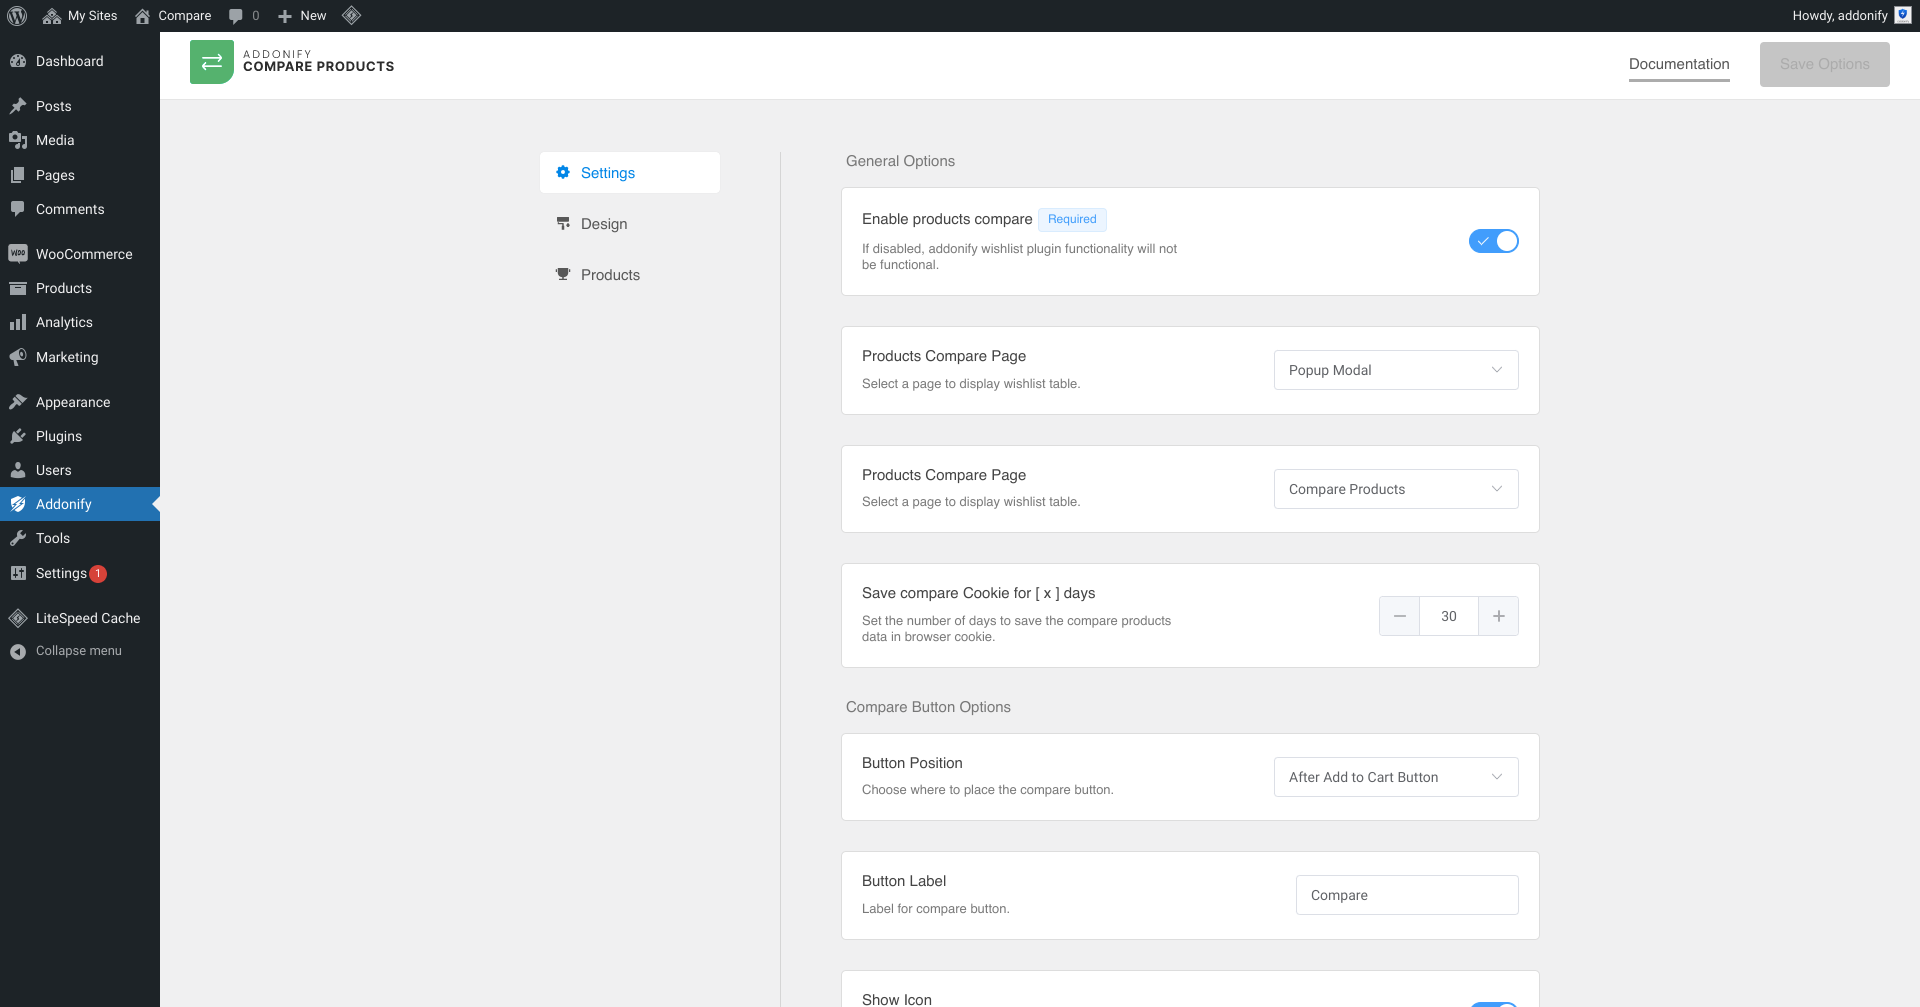 My Sites
Compare
0
New
Howdy, addonify
Dashboard
Posts
Media
Pages
Comments
WooCommerce
Products
Analytics
Marketing
Appearance
Plugins
Users
Addonify
Tools
Settings 1
LiteSpeed Cache
Collapse menu
ADDONIFY
COMPARE PRODUCTS
Documentation
Save Options
Settings
Design
Products
General Options
Enable products compare Required
If disabled, addonify wishlist plugin functionality will not
be functional.
Products Compare Page
Select a page to display wishlist table.
Popup Modal
Products Compare Page
Select a page to display wishlist table.
Compare Products
Save compare Cookie for [ x ] days
Set the number of days to save the compare products
data in browser cookie.
30
Compare Button Options
Button Position
Choose where to place the compare button.
After Add to Cart Button
Button Label
Label for compare button.
Compare
Show Icon